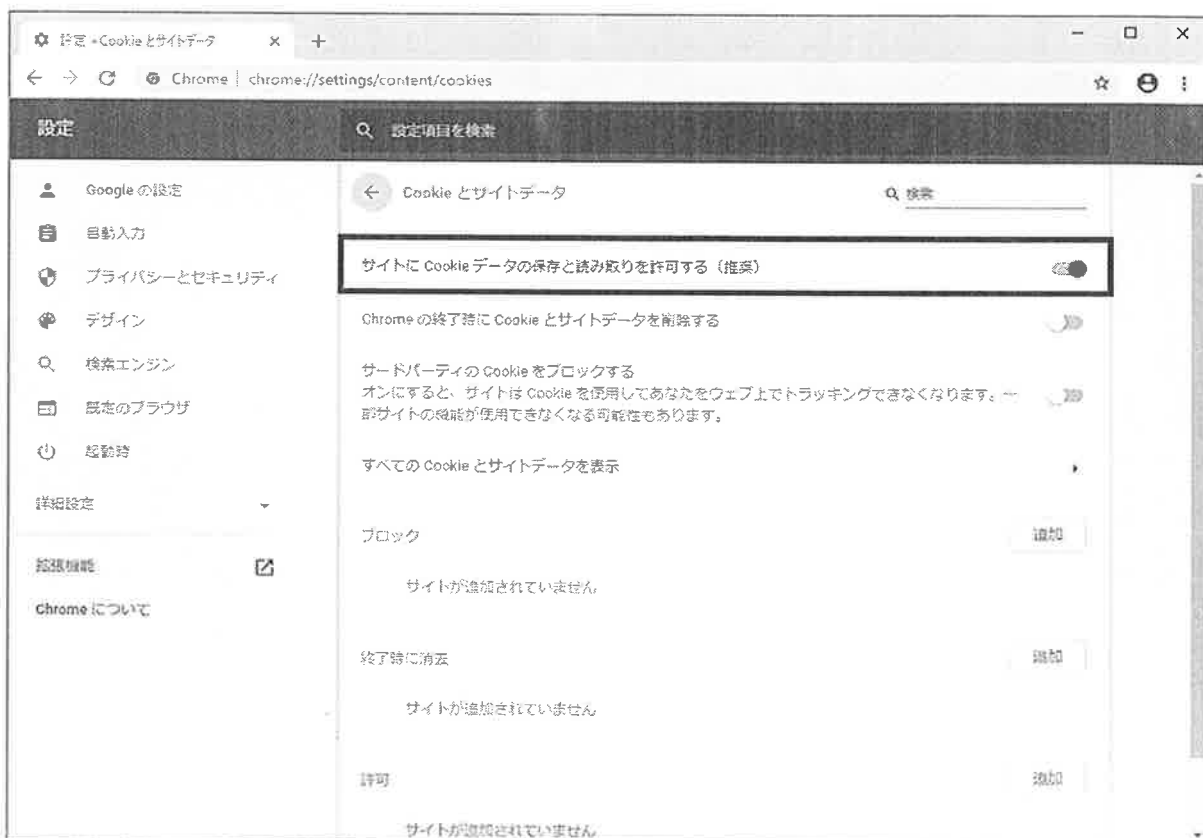 設定 - Cookie とサイトデータ
Chrome | chrome://settings/content/cookies
設定
設定項目を検索
Google の設定
自動入力
プライバシーとセキュリティ
デザイン
検索エンジン
既定のブラウザ
起動時
詳細設定
拡張機能
Chrome について
Cookie とサイトデータ
検索
サイトに Cookie データの保存と読み取りを許可する（推奨）
Chrome の終了時に Cookie とサイトデータを削除する
サードパーティの Cookie をブロックする
オンにすると、サイトは Cookie を使用してあなたをウェブ上でトラッキングできなくなります。一
部サイトの機能が使用できなくなる可能性もあります。
すべての Cookie とサイトデータを表示
ブロック
追加
サイトが追加されていません
終了時に消去
追加
サイトが追加されていません
許可
追加
サイトが追加されていません